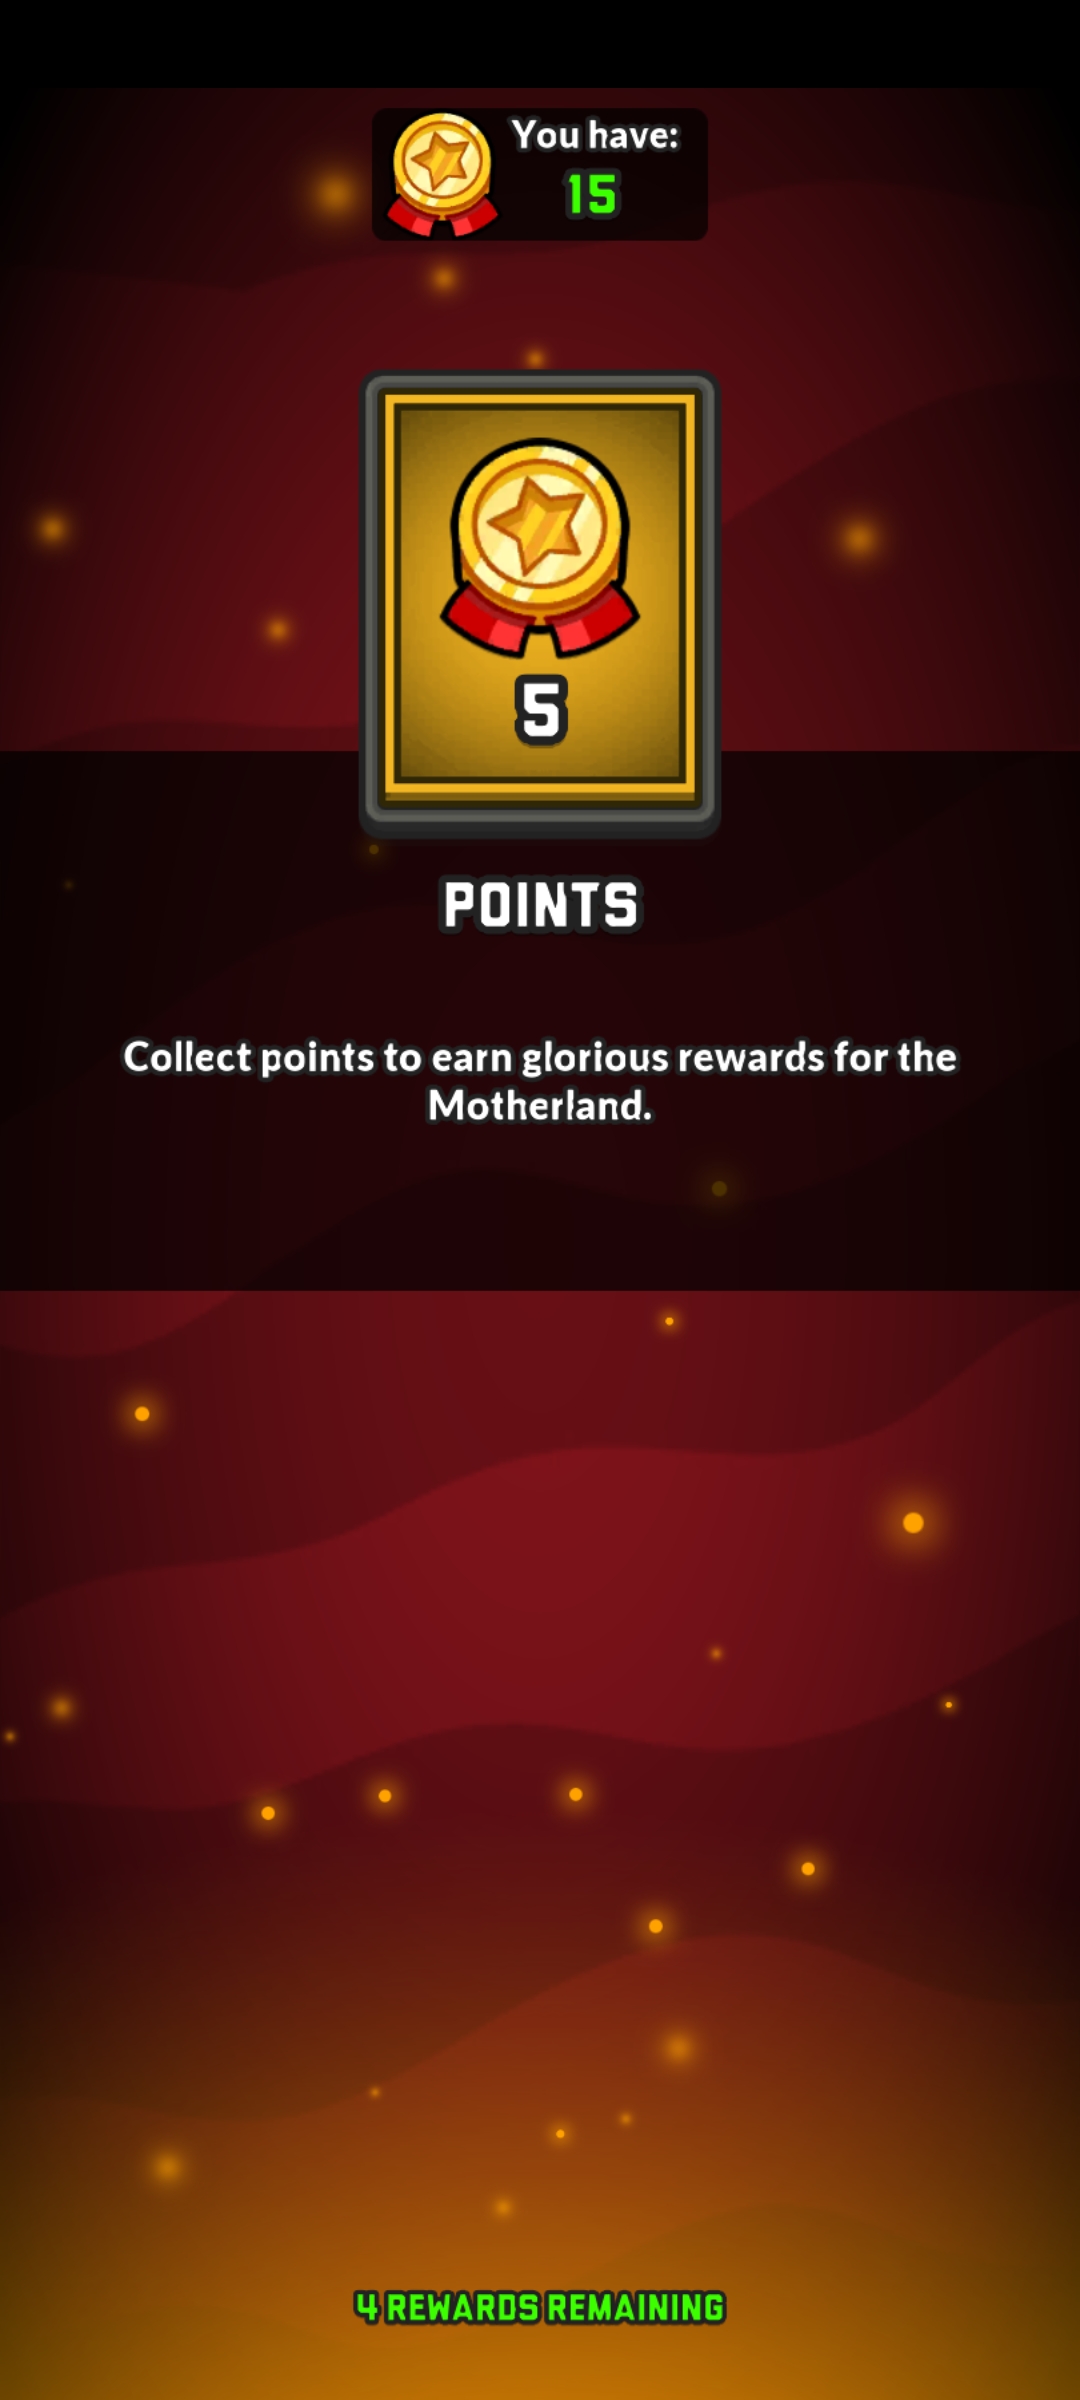 You have:
15
5
POINTS
Collect points to earn glorious rewards for the
Motherland.
4 REWARDS REMAINING